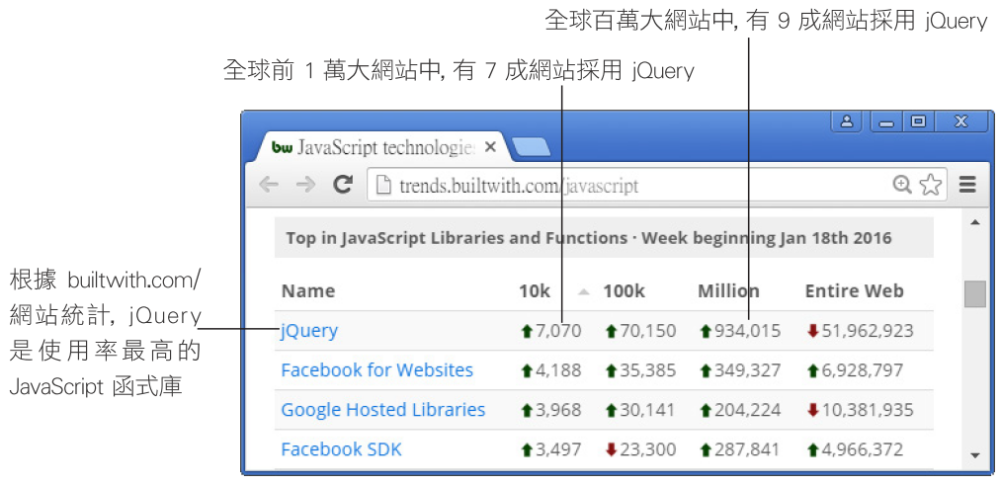 全球百萬大網站中, 有 9 成網站採用 jQuery
全球前 1 萬大網站中, 有 7 成網站採用 jQuery
bw JavaScript technologies
trends.builtwith.com/javascript
Top in JavaScript Libraries and Functions · Week beginning Jan 18th 2016
根據 builtwith.com/
網站統計, jQuery
是使用率最高的
JavaScript 函式庫
Name 10k 100k Million Entire Web
jQuery 7,070 70,150 934,015 51,962,923
Facebook for Websites 4,188 35,385 349,327 6,928,797
Google Hosted Libraries 3,968 30,141 204,224 10,381,935
Facebook SDK 3,497 23,300 287,841 4,966,372